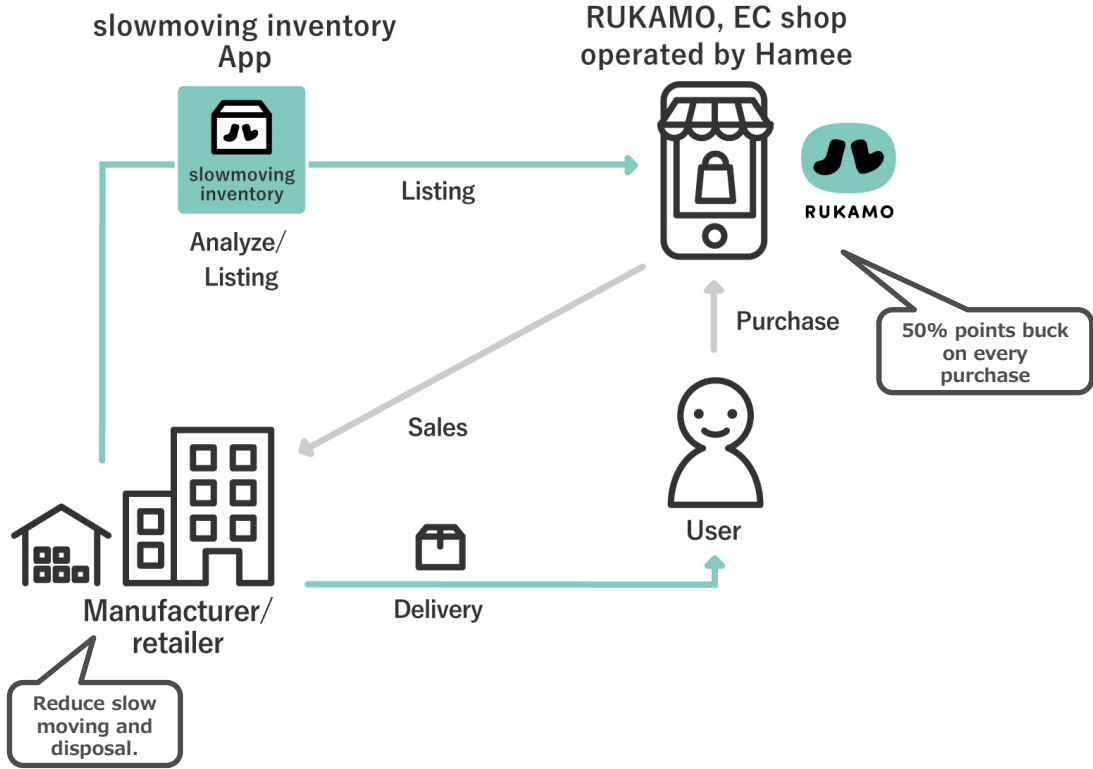 slowmoving inventory
App
RUKAMO, EC shop
operated by Hamee
slowmoving
inventory
Analyze/
Listing
Listing
RUKAMO
Purchase
50% points buck
on every
purchase
Sales
User
Delivery
Manufacturer/
retailer
Reduce slow
moving and
disposal.